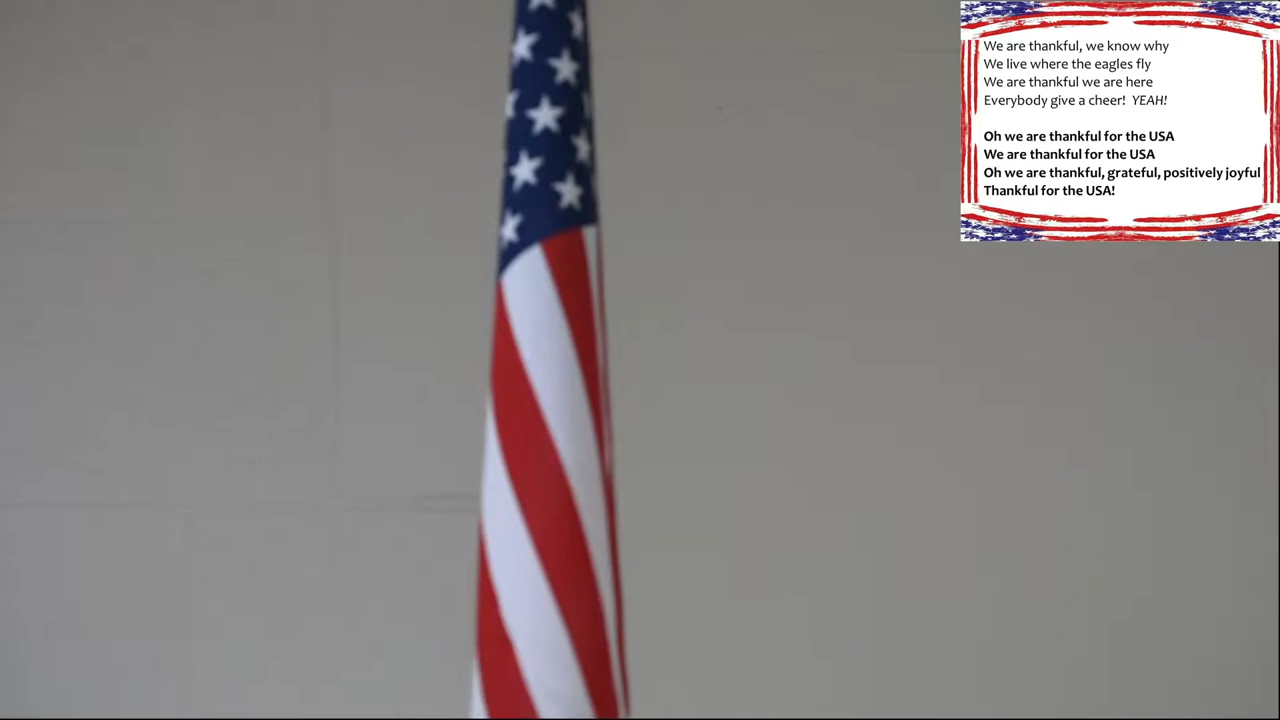 We are thankful, we know why
We live where the eagles fly
We are thankful we are here
Everybody give a cheer!  YEAH!
Oh we are thankful for the USA
We are thankful for the USA
Oh we are thankful, grateful, positively joyful
Thankful for the USA!